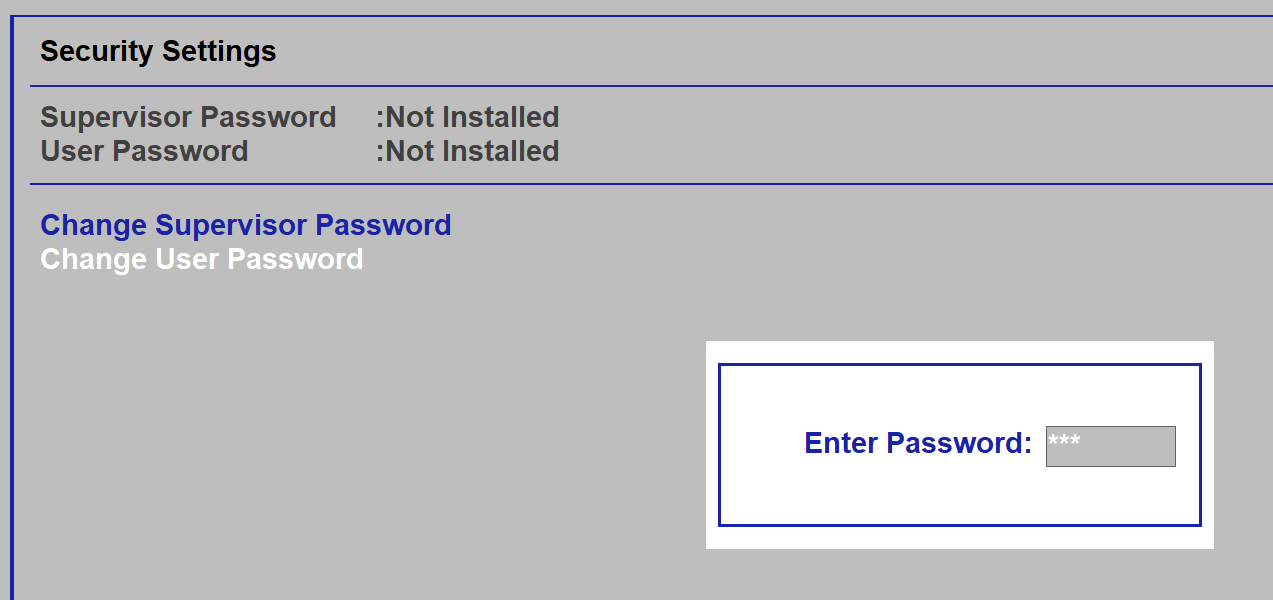 Security Settings
Supervisor Password :Not Installed
User Password :Not Installed
Change Supervisor Password
Change User Password
Enter Password: ***